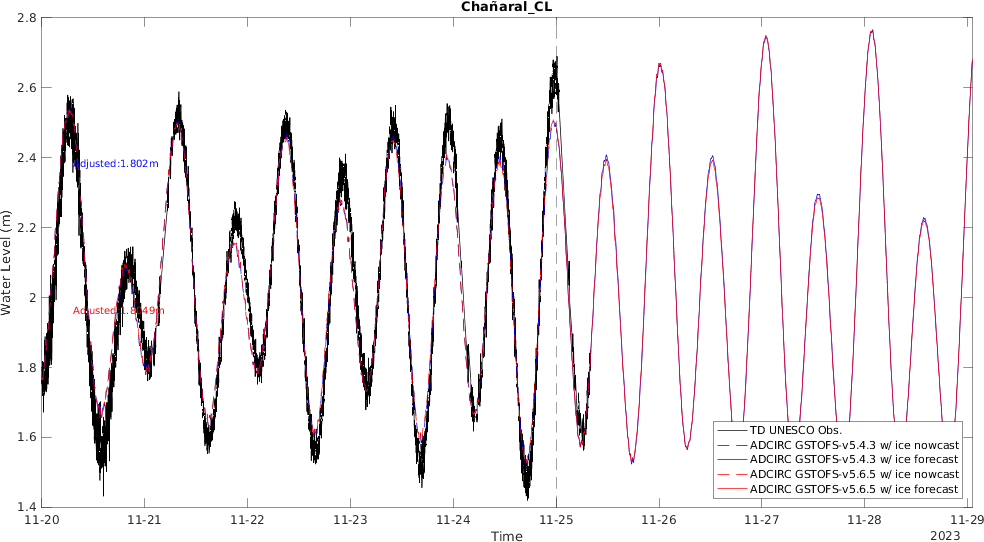 Chañaral_CL
2.8
2.6
2.4
2.2
2
1.8
1.6
1.4
Water Level (m)
Adjusted:1.802m
11-20
11-21
11-22
11-23
11-24
11-25
11-26
11-27
11-28
11-29
Time
2023
TD UNESCO Obs.
ADCIRC GSTOFS-v5.4.3 w/ ice nowcast
ADCIRC GSTOFS-v5.4.3 w/ ice forecast
ADCIRC GSTOFS-v5.6.5 w/ ice nowcast
ADCIRC GSTOFS-v5.6.5 w/ ice forecast